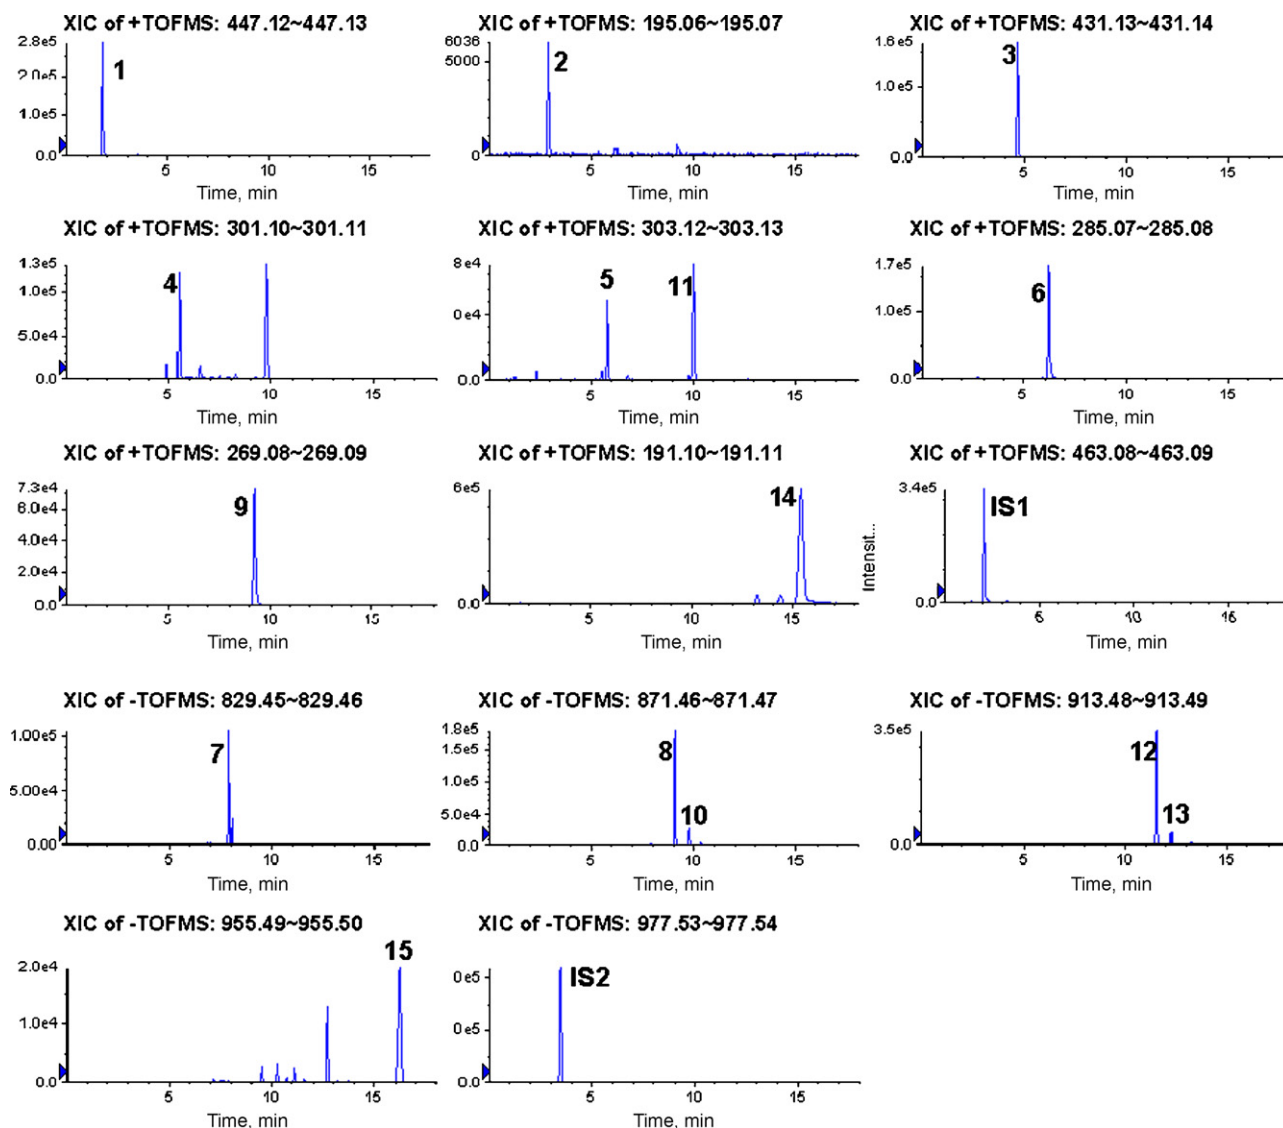 XIC of +TOFMS: 447.12~447.13
2.8e5
2.0e5
1.0e5
0.0
1
5
10
15
Time, min
XIC of +TOFMS: 195.06~195.07
6036
5000
0
2
5
10
15
Time, min
XIC of +TOFMS: 431.13~431.14
1.6e5
1.0e5
0.0
3
5
10
15
Time, min
XIC of +TOFMS: 301.10~301.11
1.3e5
1.0e5
5.0e4
0.0
4
5
10
15
Time, min
XIC of +TOFMS: 303.12~303.13
8e4
0e4
0.0
5
11
5
10
15
Time, min
XIC of +TOFMS: 285.07~285.08
1.7e5
1.0e5
0.0
6
5
10
15
Time, min
XIC of +TOFMS: 269.08~269.09
7.3e4
6.0e4
4.0e4
2.0e4
0.0
9
5
10
15
Time, min
XIC of +TOFMS: 191.10~191.11
6e5
0.0
14
5
10
15
Time, min
XIC of +TOFMS: 463.08~463.09
Intensit...
3.4e5
0.0
IS1
5
10
15
Time, min
XIC of -TOFMS: 829.45~829.46
1.00e5
5.00e4
0.00
7
5
10
15
Time, min
XIC of -TOFMS: 871.46~871.47
1.8e5
1.5e5
1.0e5
5.0e4
0.0
8
10
5
10
15
Time, min
XIC of -TOFMS: 913.48~913.49
3.5e5
0.0
12
13
5
10
15
Time, min
XIC of -TOFMS: 955.49~955.50
2.0e4
1.0e4
0.0
15
5
10
15
Time, min
XIC of -TOFMS: 977.53~977.54
0e5
0e5
0.0
IS2
5
10
15
Time, min